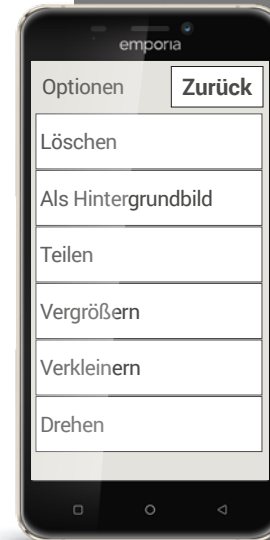 emporia
Optionen Zurück
Löschen
Als Hintergrundbild
Teilen
Vergrößern
Verkleinern
Drehen